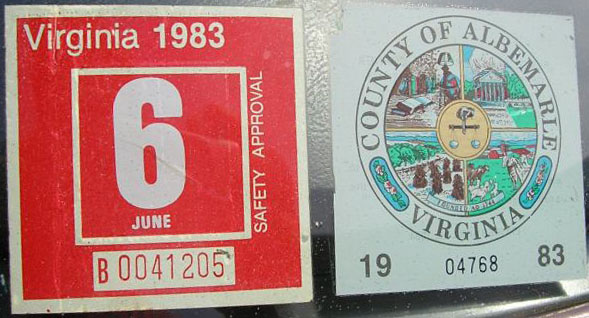 Virginia 1983
6
JUNE
SAFETY APPROVAL
B 0041205
COUNTY OF ALBEMARLE
VIRGINIA
19 04768 83